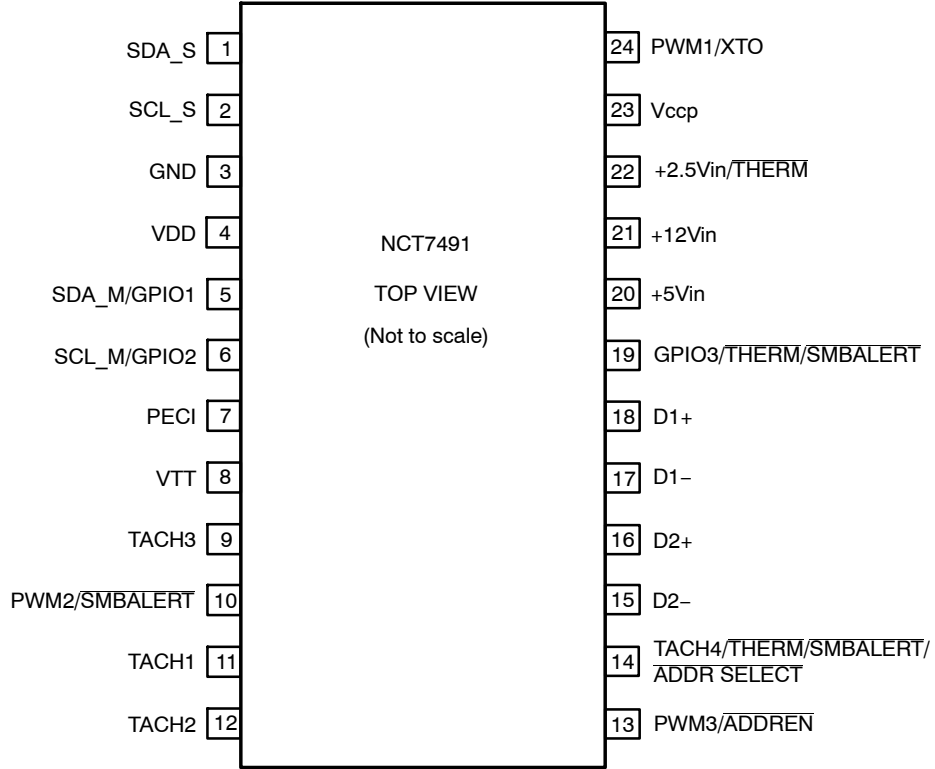 SDA_S 1
SCL_S 2
GND 3
VDD 4
SDA_M/GPIO1 5
SCL_M/GPIO2 6
PECI 7
VTT 8
TACH3 9
PWM2/SMBALERT 10
TACH1 11
TACH2 12
NCT7491
TOP VIEW
(Not to scale)
24 PWM1/XTO
23 Vccp
22 +2.5Vin/THERM
21 +12Vin
20 +5Vin
19 GPIO3/THERM/SMBALERT
18 D1+
17 D1−
16 D2+
15 D2−
14 TACH4/THERM/SMBALERT/
ADDR SELECT
13 PWM3/ADDREN